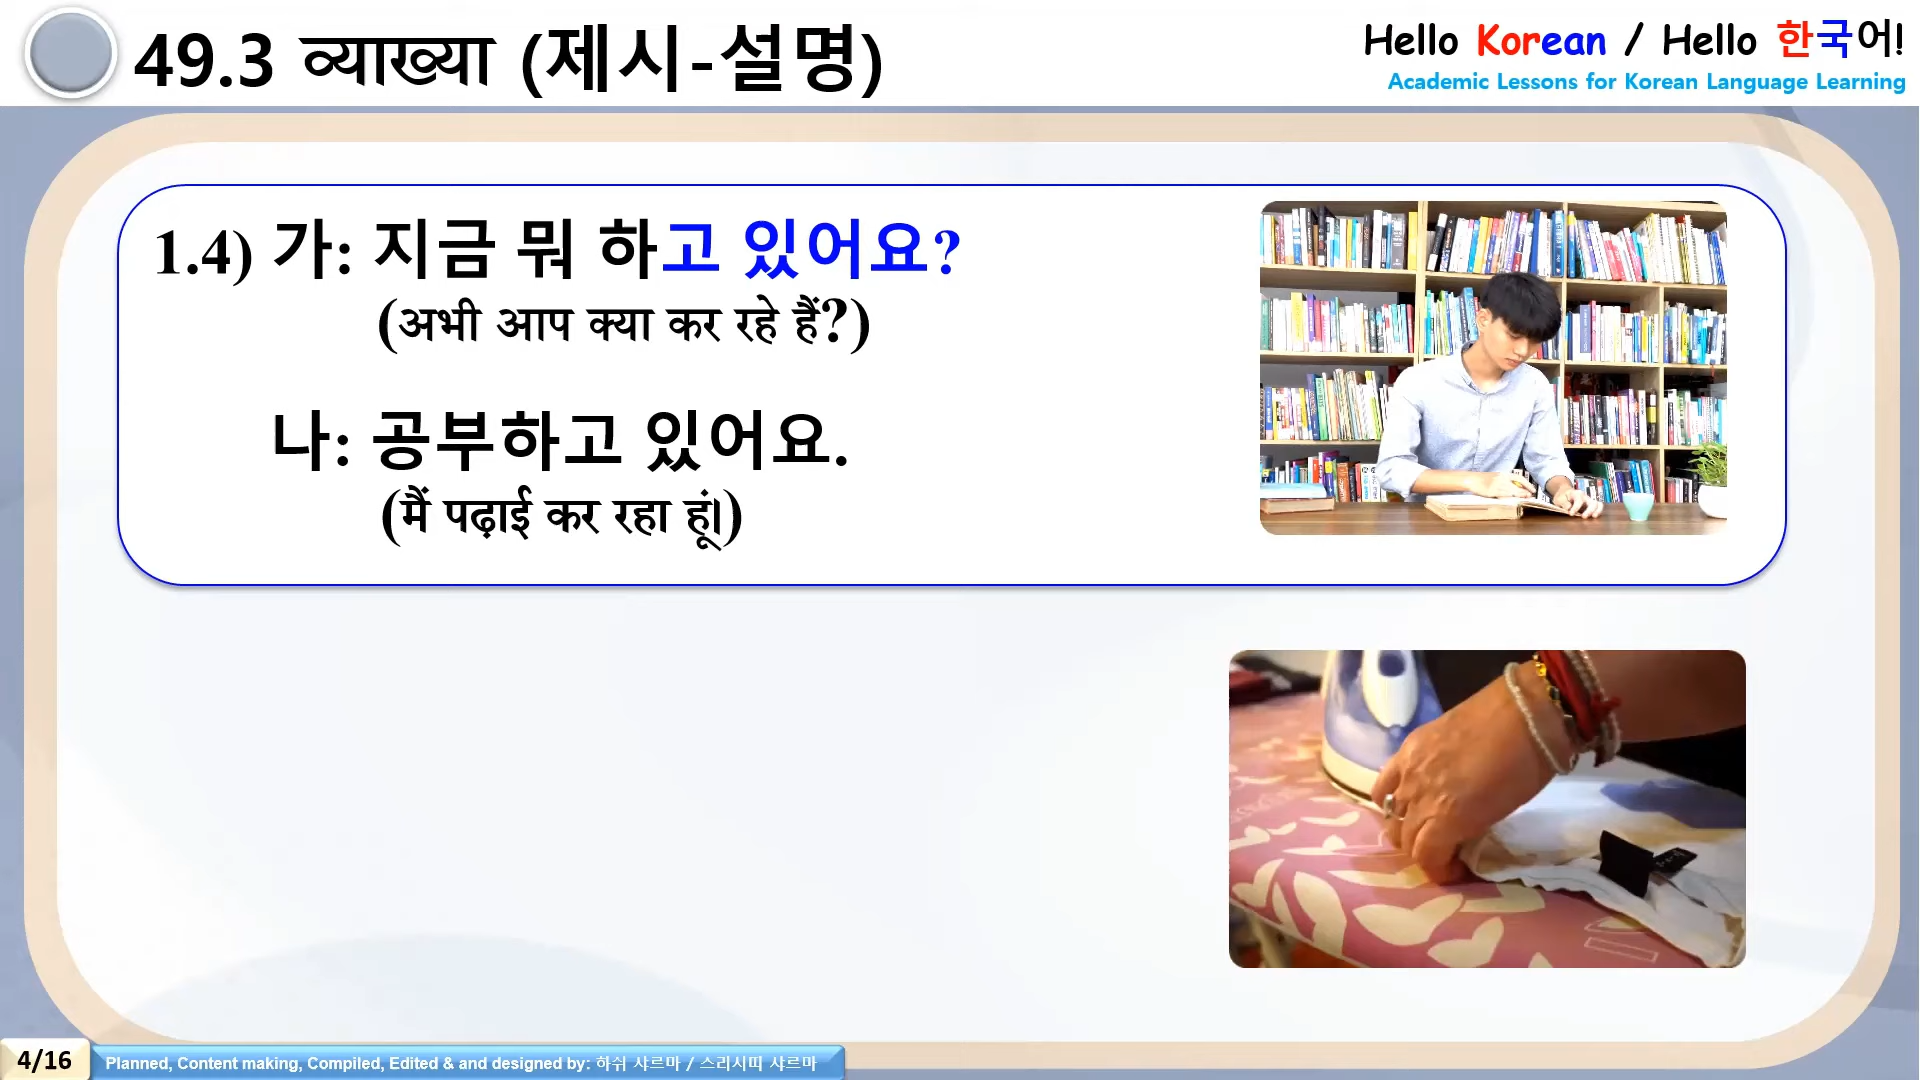 49.3 व्याख्या (제시-설명)
Hello Korean / Hello 한국어!
Academic Lessons for Korean Language Learning
1.4) 가: 지금 뭐 하고 있어요?
(अभी आप क्या कर रहे हैं?)
나: 공부하고 있어요.
(मैं पढ़ाई कर रहा हूं।)
4/16
Planned, Content making, Compiled, Edited & and designed by: 하쉬 샤르마 / 스리시띠 샤르마